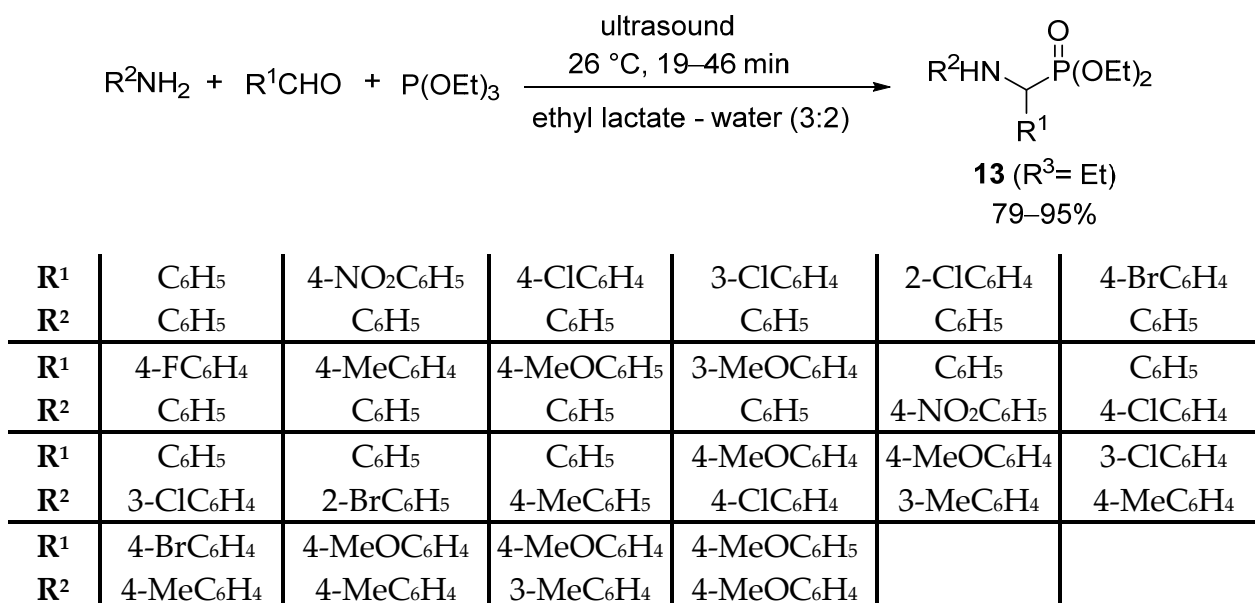 ultrasound
26 °C, 19–46 min
R²NH₂ + R¹CHO + P(OEt)₃
ethyl lactate - water (3:2)
O
R²HN P(OEt)₂
R¹
13 (R³= Et)
79–95%
R¹ C₆H₅ 4-NO₂C₆H₅ 4-ClC₆H₄ 3-ClC₆H₄ 2-ClC₆H₄ 4-BrC₆H₄
R² C₆H₅ C₆H₅ C₆H₅ C₆H₅ C₆H₅ C₆H₅
R¹ 4-FC₆H₄ 4-MeC₆H₄ 4-MeOC₆H₅ 3-MeOC₆H₄ C₆H₅ C₆H₅
R² C₆H₅ C₆H₅ C₆H₅ C₆H₅ 4-NO₂C₆H₅ 4-ClC₆H₄
R¹ C₆H₅ C₆H₅ C₆H₅ 4-MeOC₆H₄ 4-MeOC₆H₄ 3-ClC₆H₄
R² 3-ClC₆H₄ 2-BrC₆H₅ 4-MeC₆H₅ 4-ClC₆H₄ 3-MeC₆H₄ 4-MeC₆H₄
R¹ 4-BrC₆H₄ 4-MeOC₆H₄ 4-MeOC₆H₄ 4-MeOC₆H₅
R² 4-MeC₆H₄ 4-MeC₆H₄ 3-MeC₆H₄ 4-MeOC₆H₄